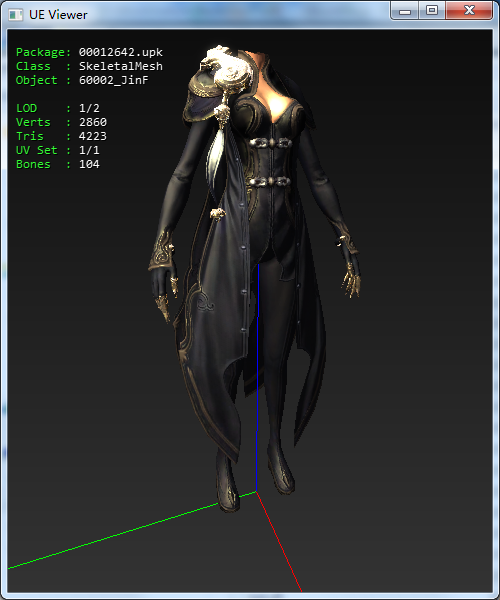 UE Viewer
Package: 00012642.upk
Class  : SkeletalMesh
Object : 60002_JinF
LOD    : 1/2
Verts  : 2860
Tris   : 4223
UV Set : 1/1
Bones  : 104